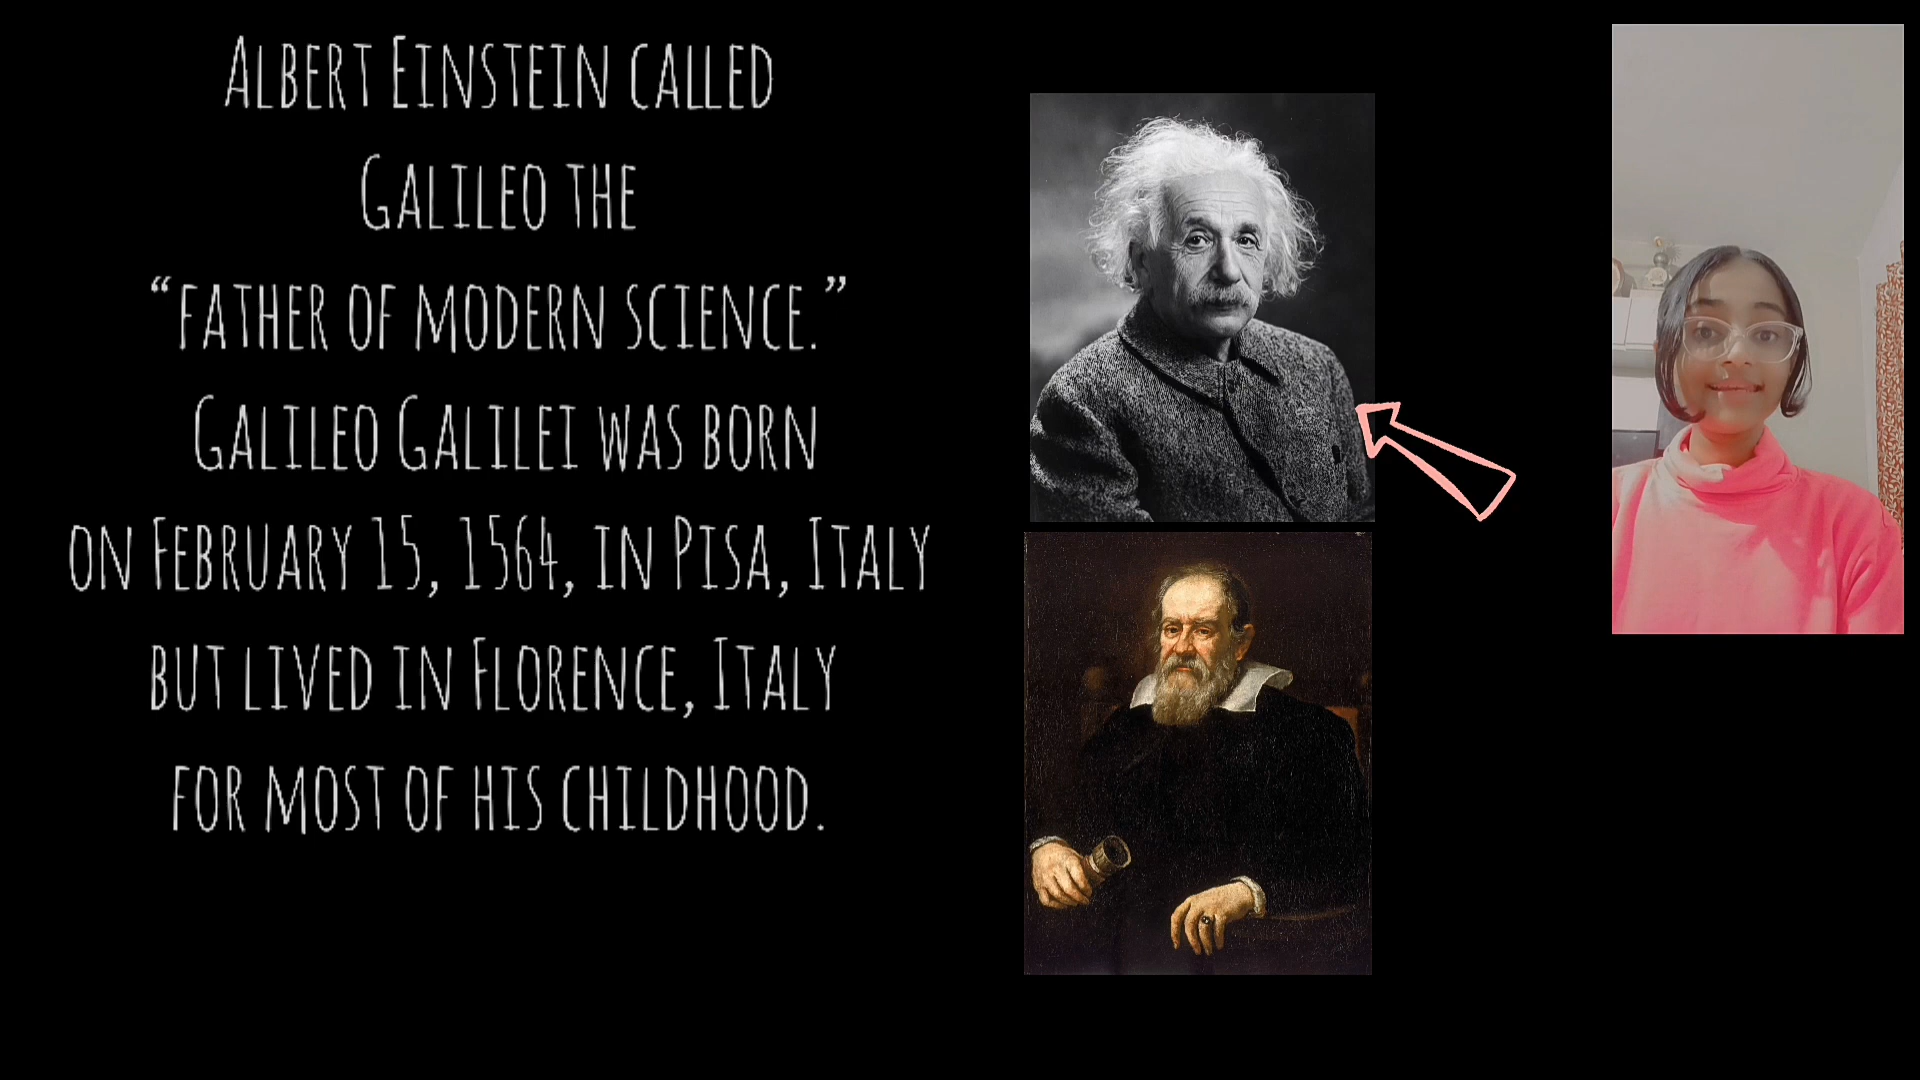 Albert Einstein called
Galileo the
“father of modern science.”
Galileo Galilei was born
on February 15, 1564, in Pisa, Italy
but lived in Florence, Italy
for most of his childhood.